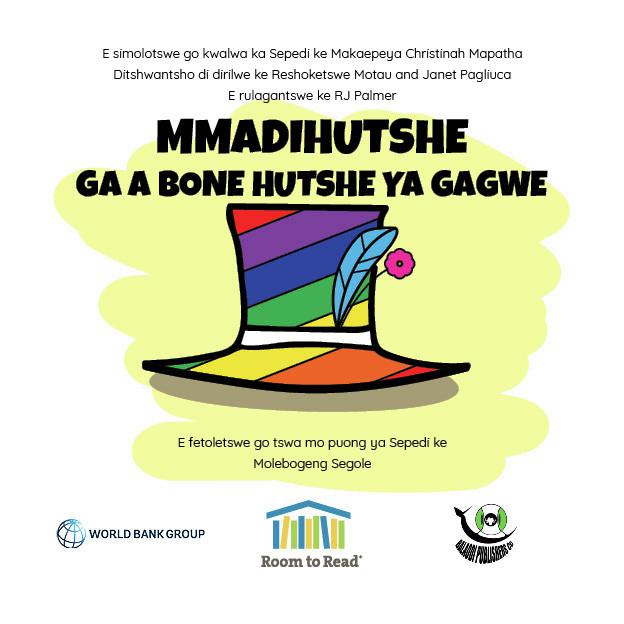 E simolotswe go kwalwa ka Sepedi ke Makaepeya Christinah Mapatha
Ditshwantsho di dirilwe ke Reshoketswe Motau and Janet Pagliuca
E rulagantswe ke RJ Palmer
MMADIHUTSHE
GA A BONE HUTSHE YA GAGWE
E fetoletswe go tswa mo puong ya Sepedi ke
Molebogeng Segole
WORLD BANK GROUP
Room to Read
PUBLISHERS